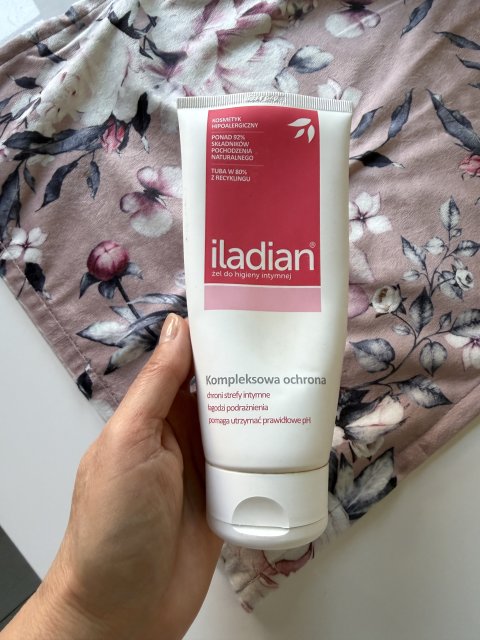 KOSMETYK
HIPOALERGICZNY
PONAD 92%
SKŁADNIKÓW
POCHODZENIA
NATURALNEGO
TUBA W 80%
Z RECYKLINGU
iladian®
żel do higieny intymnej
Kompleksowa ochrona
chroni strefy intymne
łagodzi podrażnienia
pomaga utrzymać prawidłowe pH